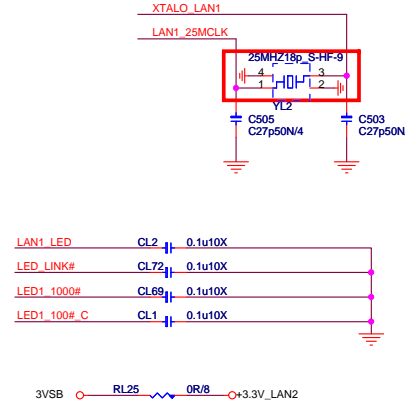 XTALO_LAN1
LAN1_25MCLK
25MHZ18p_S-HF-9
4 3
1 2
YL2
C505 C503
C27p50N/4 C27p50N
LAN1_LED CL2 0.1u10X
LED_LINK# CL72 0.1u10X
LED1_1000# CL69 0.1u10X
LED1_100#_C CL1 0.1u10X
3VSB RL25 0R/8 +3.3V_LAN2